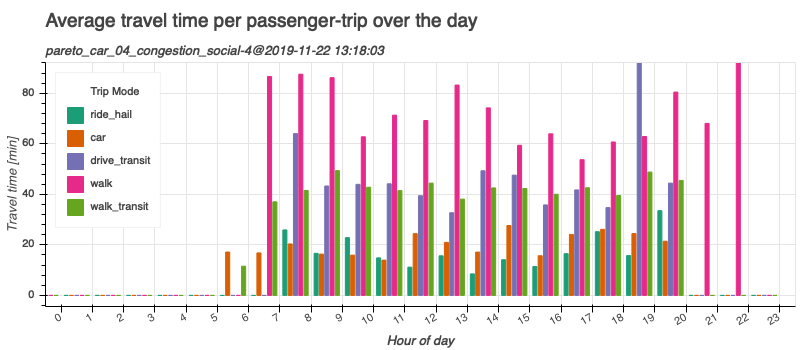 Average travel time per passenger-trip over the day
pareto_car_04_congestion_social-4@2019-11-22 13:18:03
Trip Mode
ride_hail
car
drive_transit
walk
walk_transit
Travel time [min]
80
60
40
20
0
0 1 2 3 4 5 6 7 8 9 10 11 12 13 14 15 16 17 18 19 20 21 22 23
Hour of day